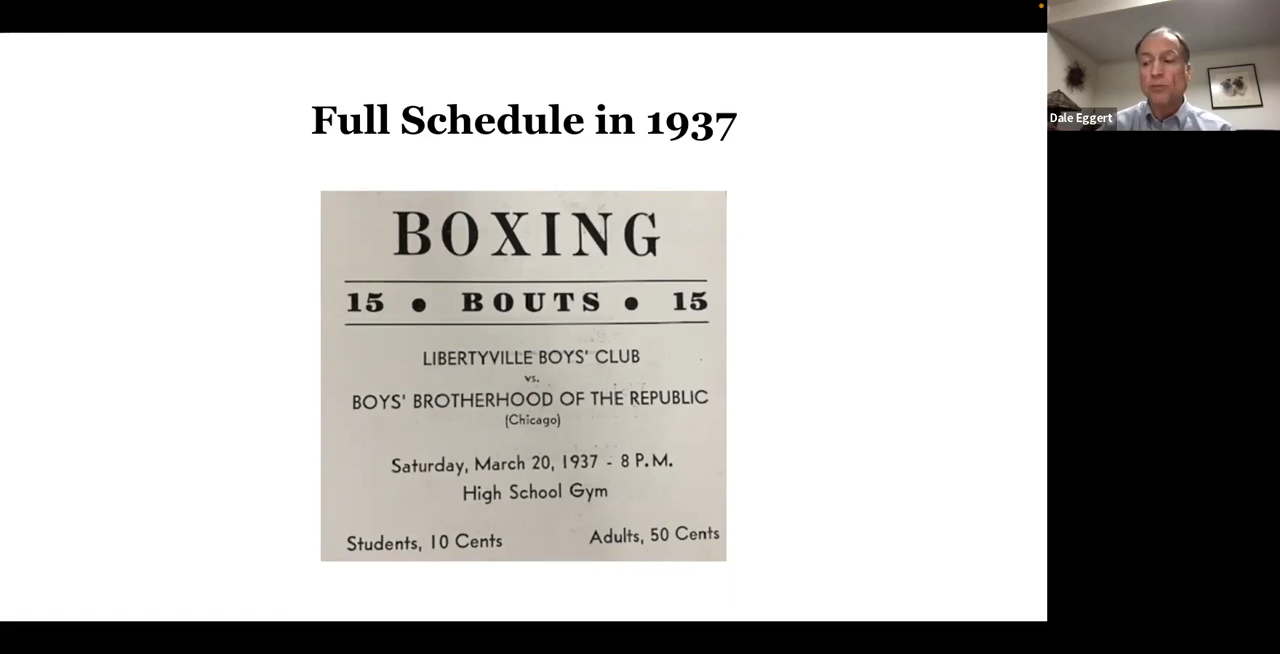 Full Schedule in 1937
BOXING
15 • BOUTS • 15
LIBERTYVILLE BOYS' CLUB
vs.
BOYS' BROTHERHOOD OF THE REPUBLIC
(Chicago)
Saturday, March 20, 1937 - 8 P.M.
High School Gym
Students, 10 Cents Adults, 50 Cents
Dale Eggert